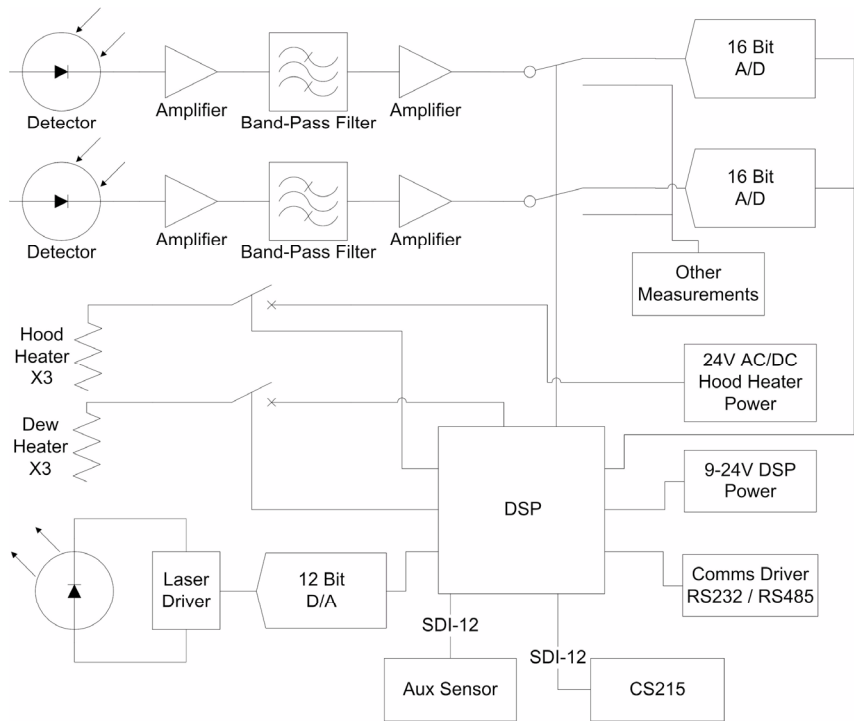 Detector
Amplifier
Band-Pass Filter
Amplifier
16 Bit
A/D
Detector
Amplifier
Band-Pass Filter
Amplifier
16 Bit
A/D
Other
Measurements
Hood
Heater
X3
24V AC/DC
Hood Heater
Power
Dew
Heater
X3
DSP
9-24V DSP
Power
Laser
Driver
12 Bit
D/A
Comms Driver
RS232 / RS485
SDI-12
SDI-12
Aux Sensor
CS215